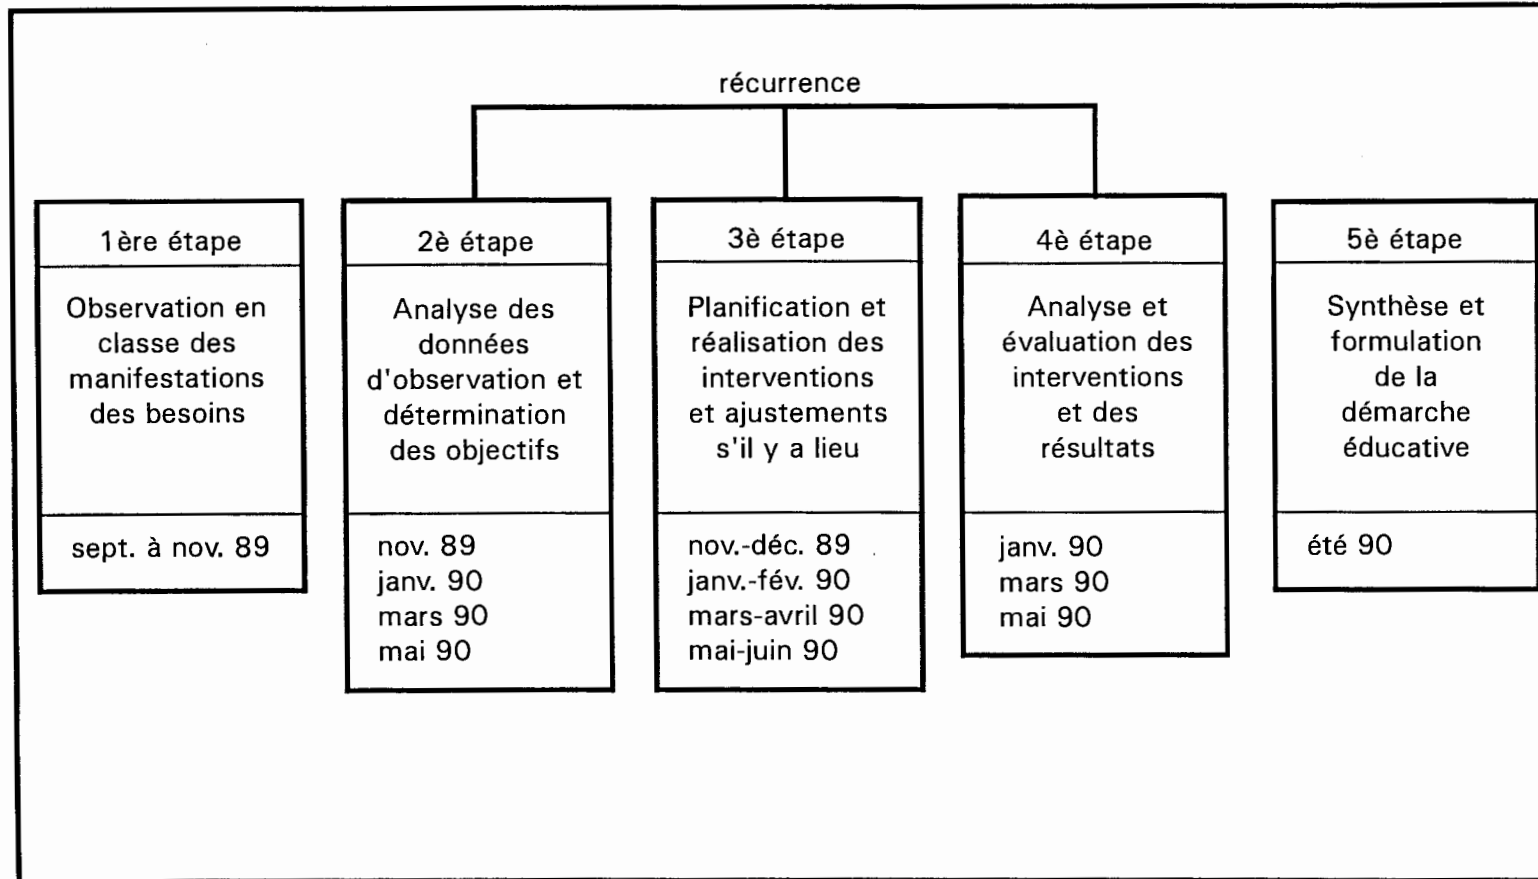 récurrence
1ère étape
Observation en
classe des
manifestations
des besoins
sept. à nov. 89
2è étape
Analyse des
données
d'observation et
détermination
des objectifs
nov. 89
janv. 90
mars 90
mai 90
3è étape
Planification et
réalisation des
interventions
et ajustements
s'il y a lieu
nov.-déc. 89
janv.-fév. 90
mars-avril 90
mai-juin 90
4è étape
Analyse et
évaluation des
interventions
et des
résultats
janv. 90
mars 90
mai 90
5è étape
Synthèse et
formulation
de la
démarche
éducative
été 90